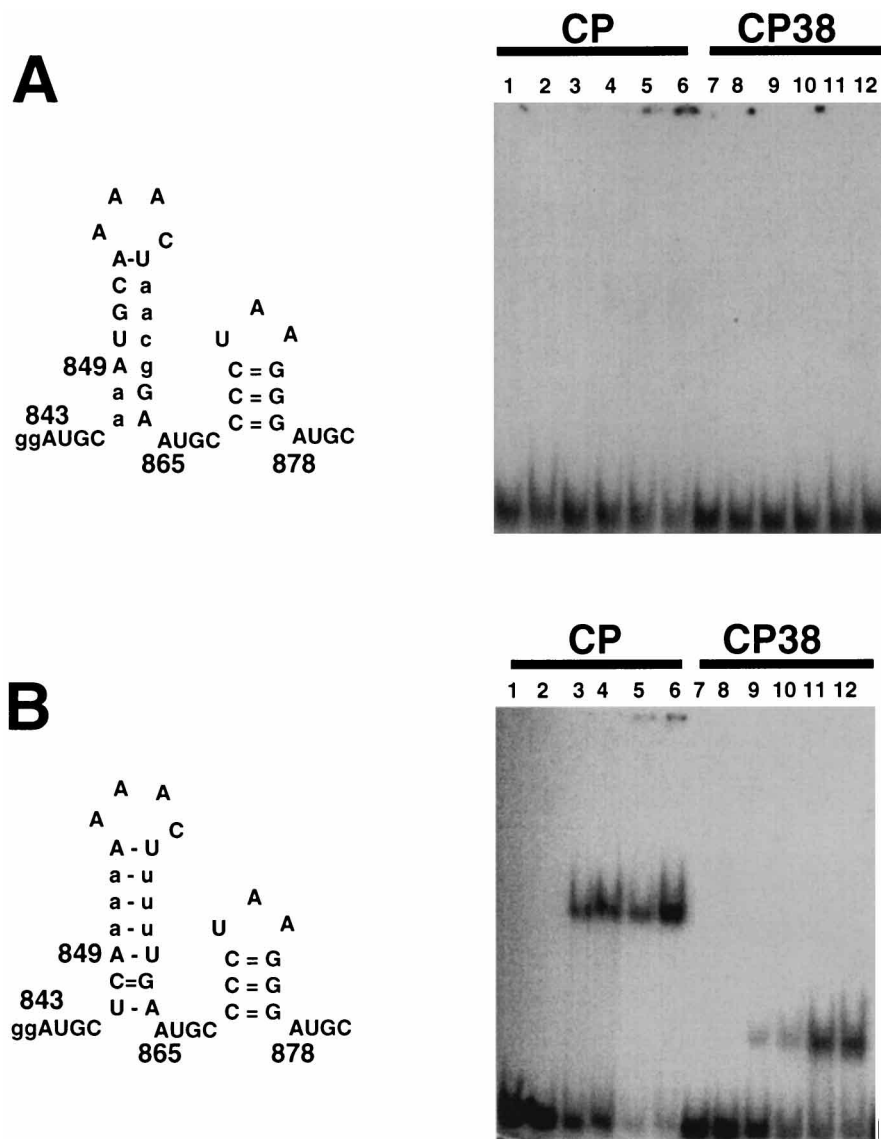 A
CP CP38
1 2 3 4 5 6 7 8 9 10 11 12
A A
A C
A-U
C a
G a
U A
U c
C = G
849 A g A
a G C = G
843 a A C = G
ggAUGC AUGC AUGC
865 878
B
CP CP38
1 2 3 4 5 6 7 8 9 10 11 12
A A
A C
A - U
a - u
a - u A
a - u U A
849 A - U C = G
C=G C = G
843 U - A C = G
ggAUGC AUGC AUGC
865 878